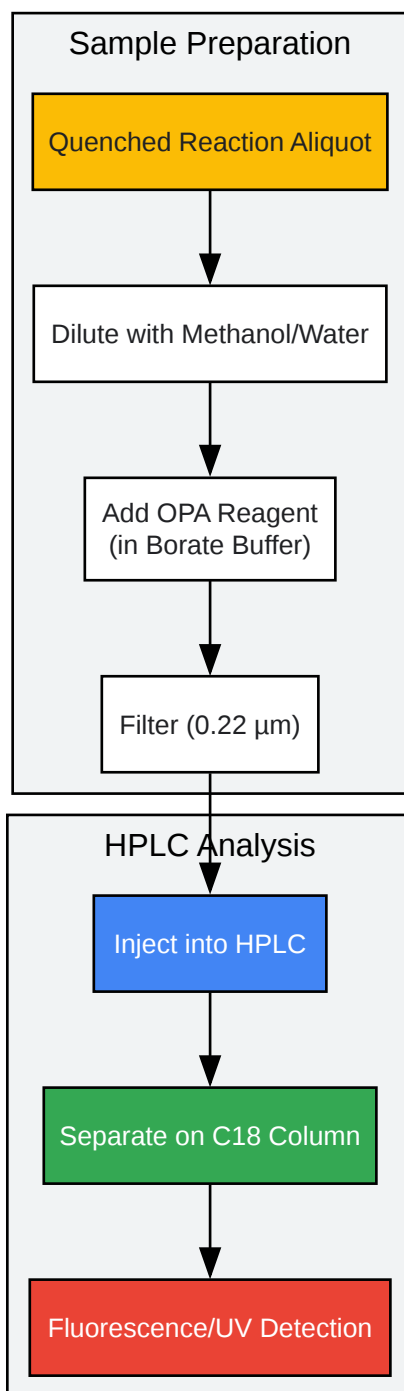 Sample Preparation
Quenched Reaction Aliquot
Dilute with Methanol/Water
Add OPA Reagent
(in Borate Buffer)
Filter (0.22 µm)
HPLC Analysis
Inject into HPLC
Separate on C18 Column
Fluorescence/UV Detection